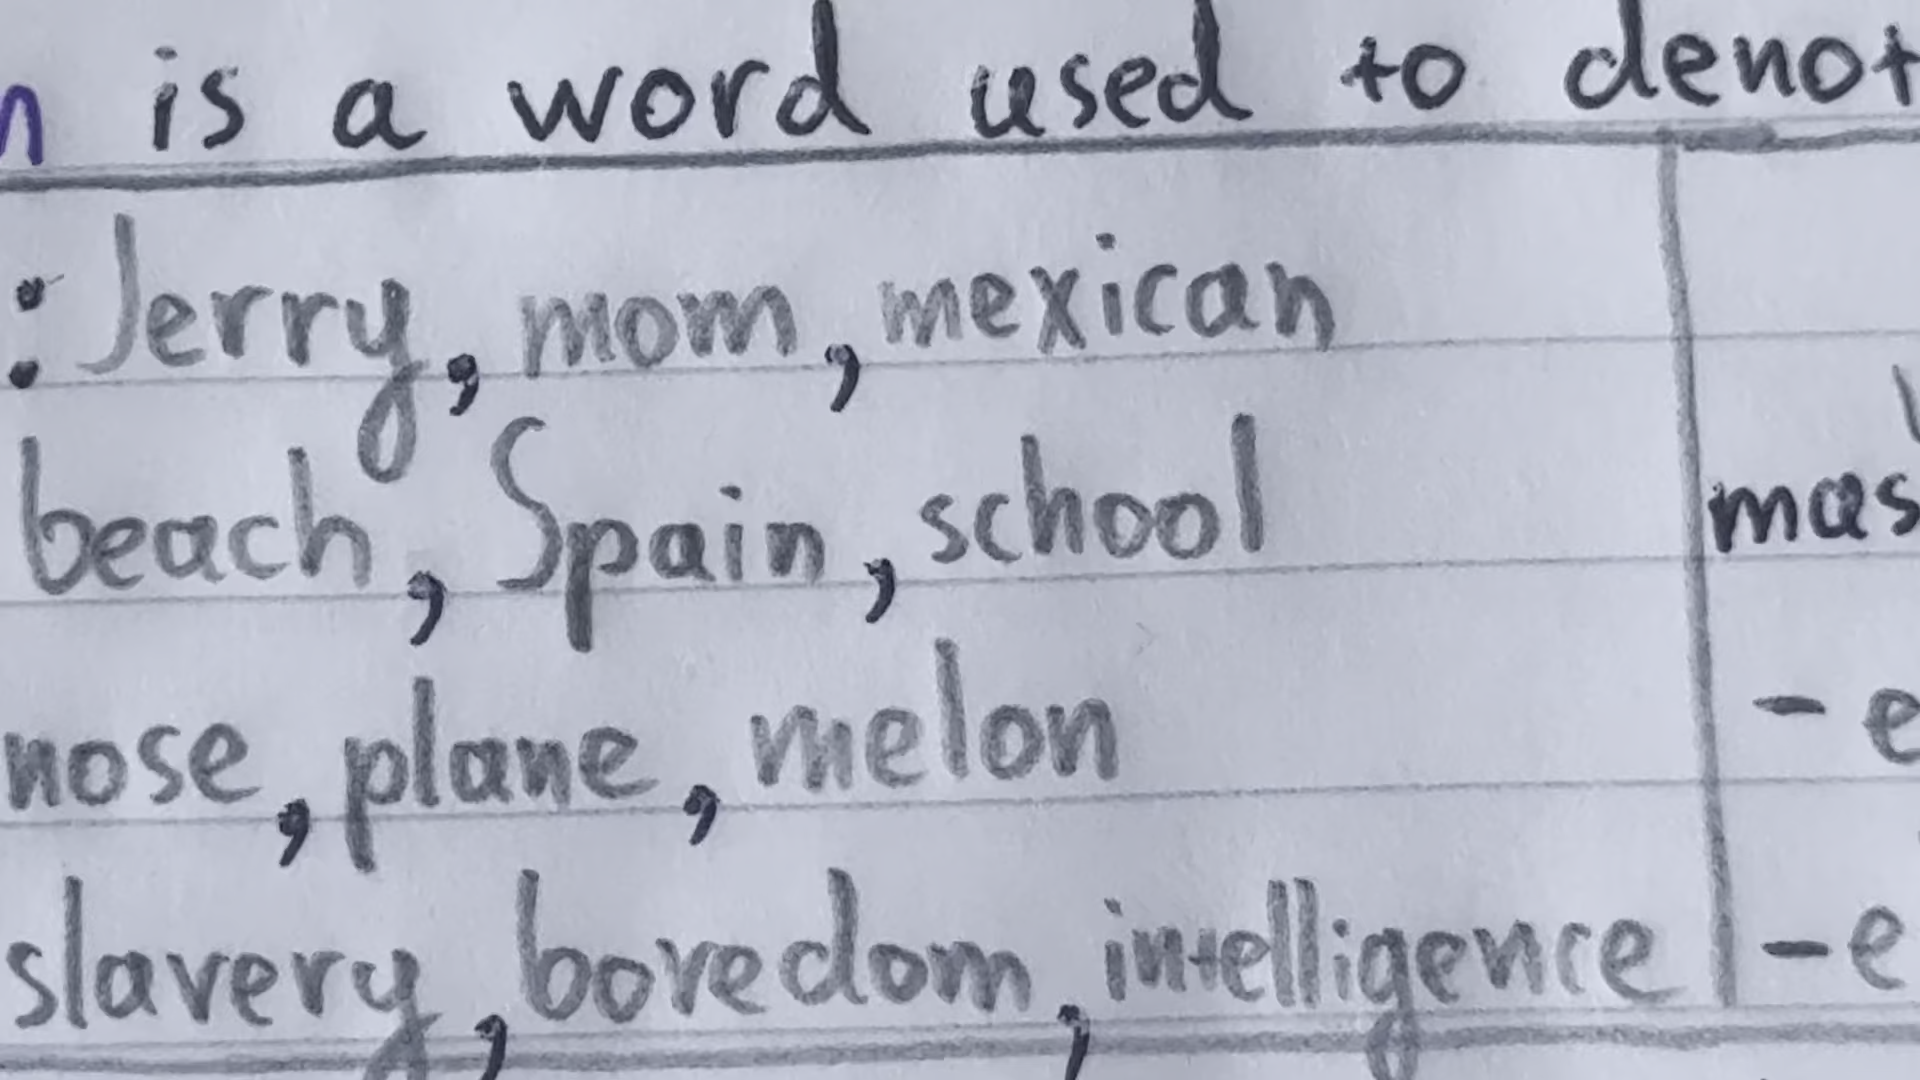 n is a word used to denot
: Jerry, mom, mexican
beach, Spain, school
mas
nose, plane, melon
- e
slavery, boredom, intelligence
- e